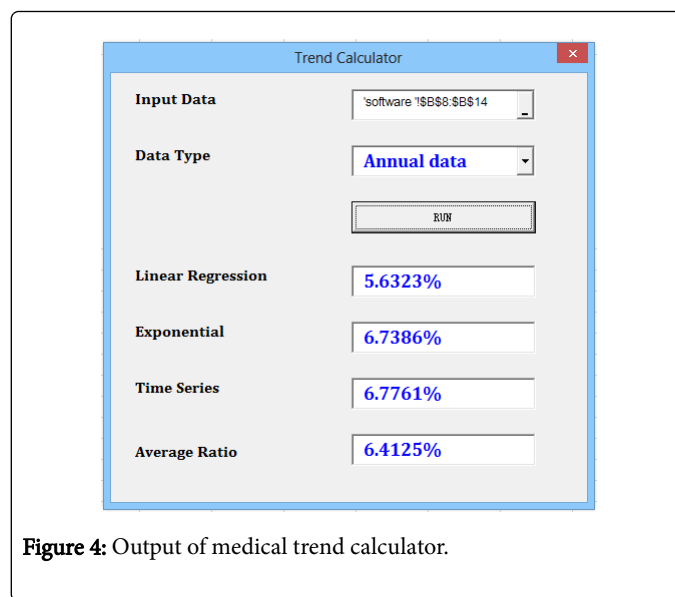 Trend Calculator
Input Data 'software '!$B$8:$B$14
Data Type Annual data
RUN
Linear Regression 5.6323%
Exponential 6.7386%
Time Series 6.7761%
Average Ratio 6.4125%
Figure 4: Output of medical trend calculator.